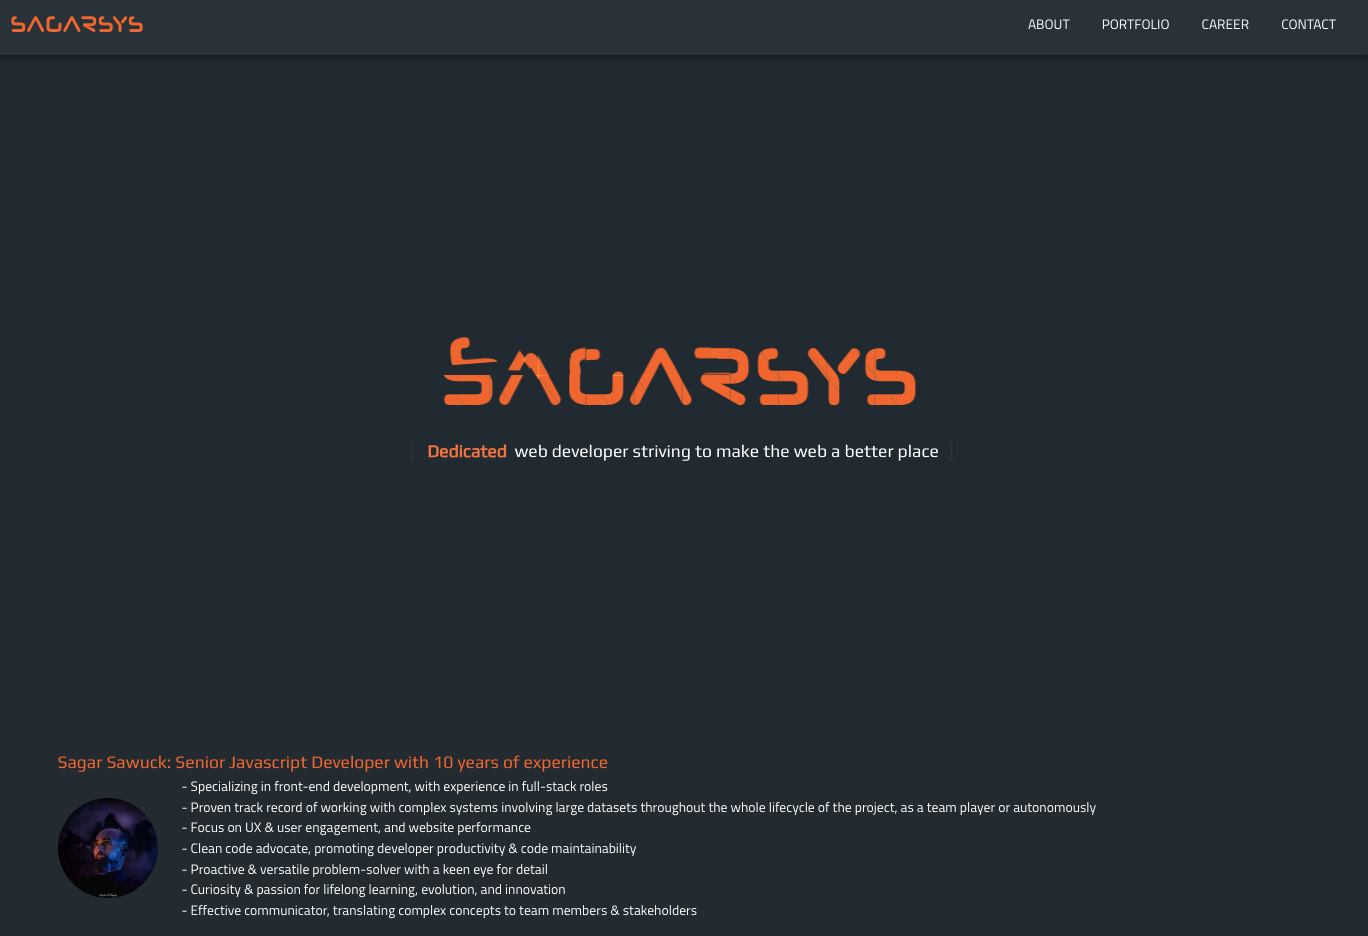 SAGARSYS
ABOUT PORTFOLIO CAREER CONTACT
SAGARSYS
Dedicated web developer striving to make the web a better place
Sagar Sawuck: Senior Javascript Developer with 10 years of experience
- Specializing in front-end development, with experience in full-stack roles
- Proven track record of working with complex systems involving large datasets throughout the whole lifecycle of the project, as a team player or autonomously
- Focus on UX & user engagement, and website performance
- Clean code advocate, promoting developer productivity & code maintainability
- Proactive & versatile problem-solver with a keen eye for detail
- Curiosity & passion for lifelong learning, evolution, and innovation
- Effective communicator, translating complex concepts to team members & stakeholders